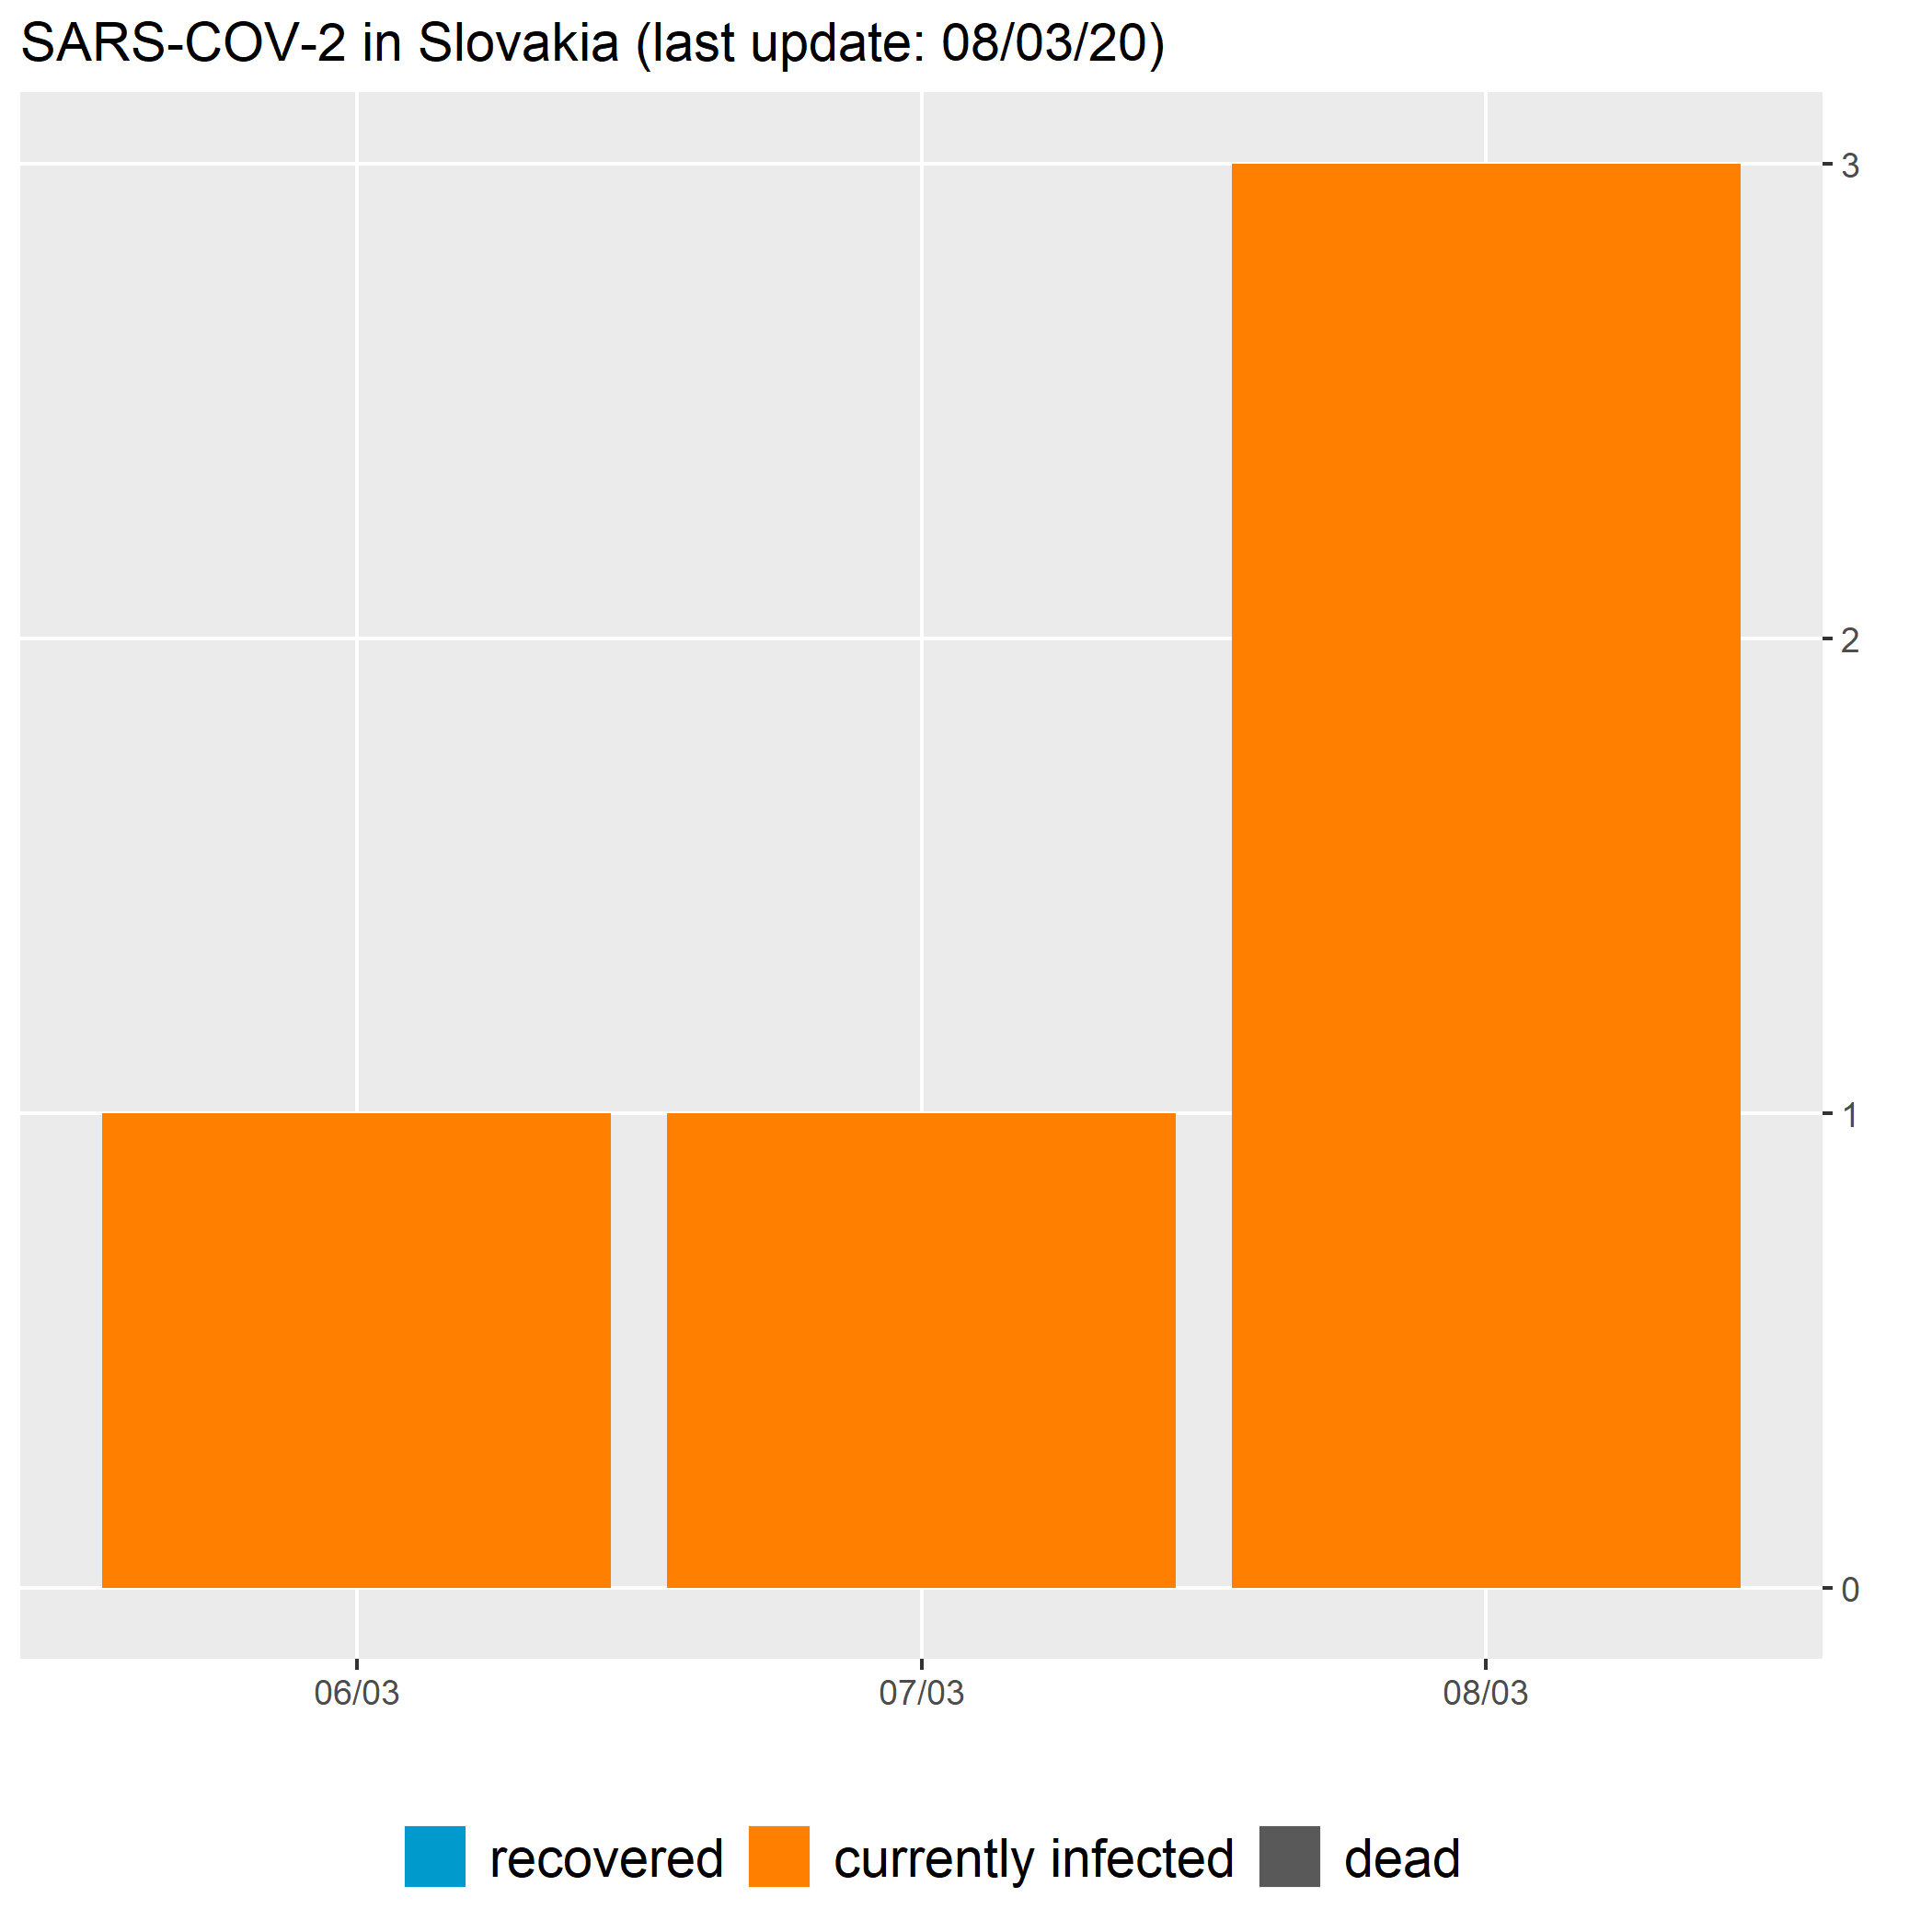 SARS-COV-2 in Slovakia (last update: 08/03/20)
3
2
1
0
06/03 07/03 08/03
recovered currently infected dead